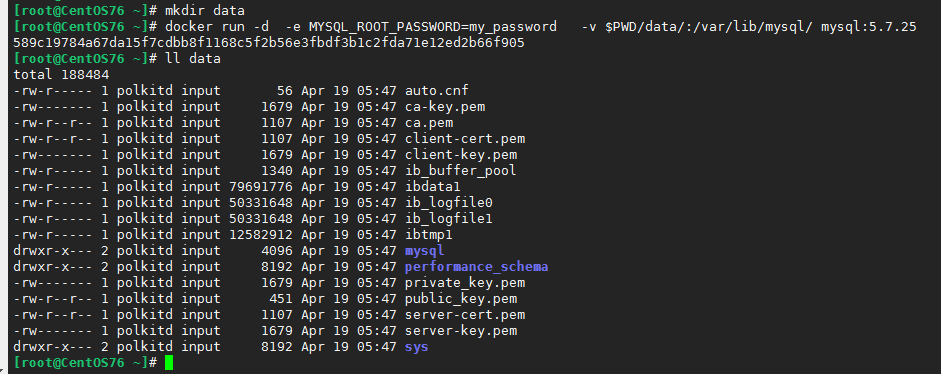 [root@CentOS76 ~]# mkdir data
[root@CentOS76 ~]# docker run -d  -e MYSQL_ROOT_PASSWORD=my_password   -v $PWD/data/:/var/lib/mysql/ mysql:5.7.25
589c19784a67da15f7cdbb8f1168c5f2b56e3fbdf3b1c2fda71e12ed2b66f905
[root@CentOS76 ~]# ll data
total 188484
-rw-r----- 1 polkitd input       56 Apr 19 05:47 auto.cnf
-rw------- 1 polkitd input     1679 Apr 19 05:47 ca-key.pem
-rw-r--r-- 1 polkitd input     1107 Apr 19 05:47 ca.pem
-rw-r--r-- 1 polkitd input     1107 Apr 19 05:47 client-cert.pem
-rw------- 1 polkitd input     1679 Apr 19 05:47 client-key.pem
-rw-r----- 1 polkitd input     1340 Apr 19 05:47 ib_buffer_pool
-rw-r----- 1 polkitd input 79691776 Apr 19 05:47 ibdata1
-rw-r----- 1 polkitd input 50331648 Apr 19 05:47 ib_logfile0
-rw-r----- 1 polkitd input 50331648 Apr 19 05:47 ib_logfile1
-rw-r----- 1 polkitd input 12582912 Apr 19 05:47 ibtmp1
drwxr-x--- 2 polkitd input     4096 Apr 19 05:47 mysql
drwxr-x--- 2 polkitd input     8192 Apr 19 05:47 performance_schema
-rw------- 1 polkitd input     1679 Apr 19 05:47 private_key.pem
-rw-r--r-- 1 polkitd input      451 Apr 19 05:47 public_key.pem
-rw-r--r-- 1 polkitd input     1107 Apr 19 05:47 server-cert.pem
-rw------- 1 polkitd input     1679 Apr 19 05:47 server-key.pem
drwxr-x--- 2 polkitd input     8192 Apr 19 05:47 sys
[root@CentOS76 ~]#